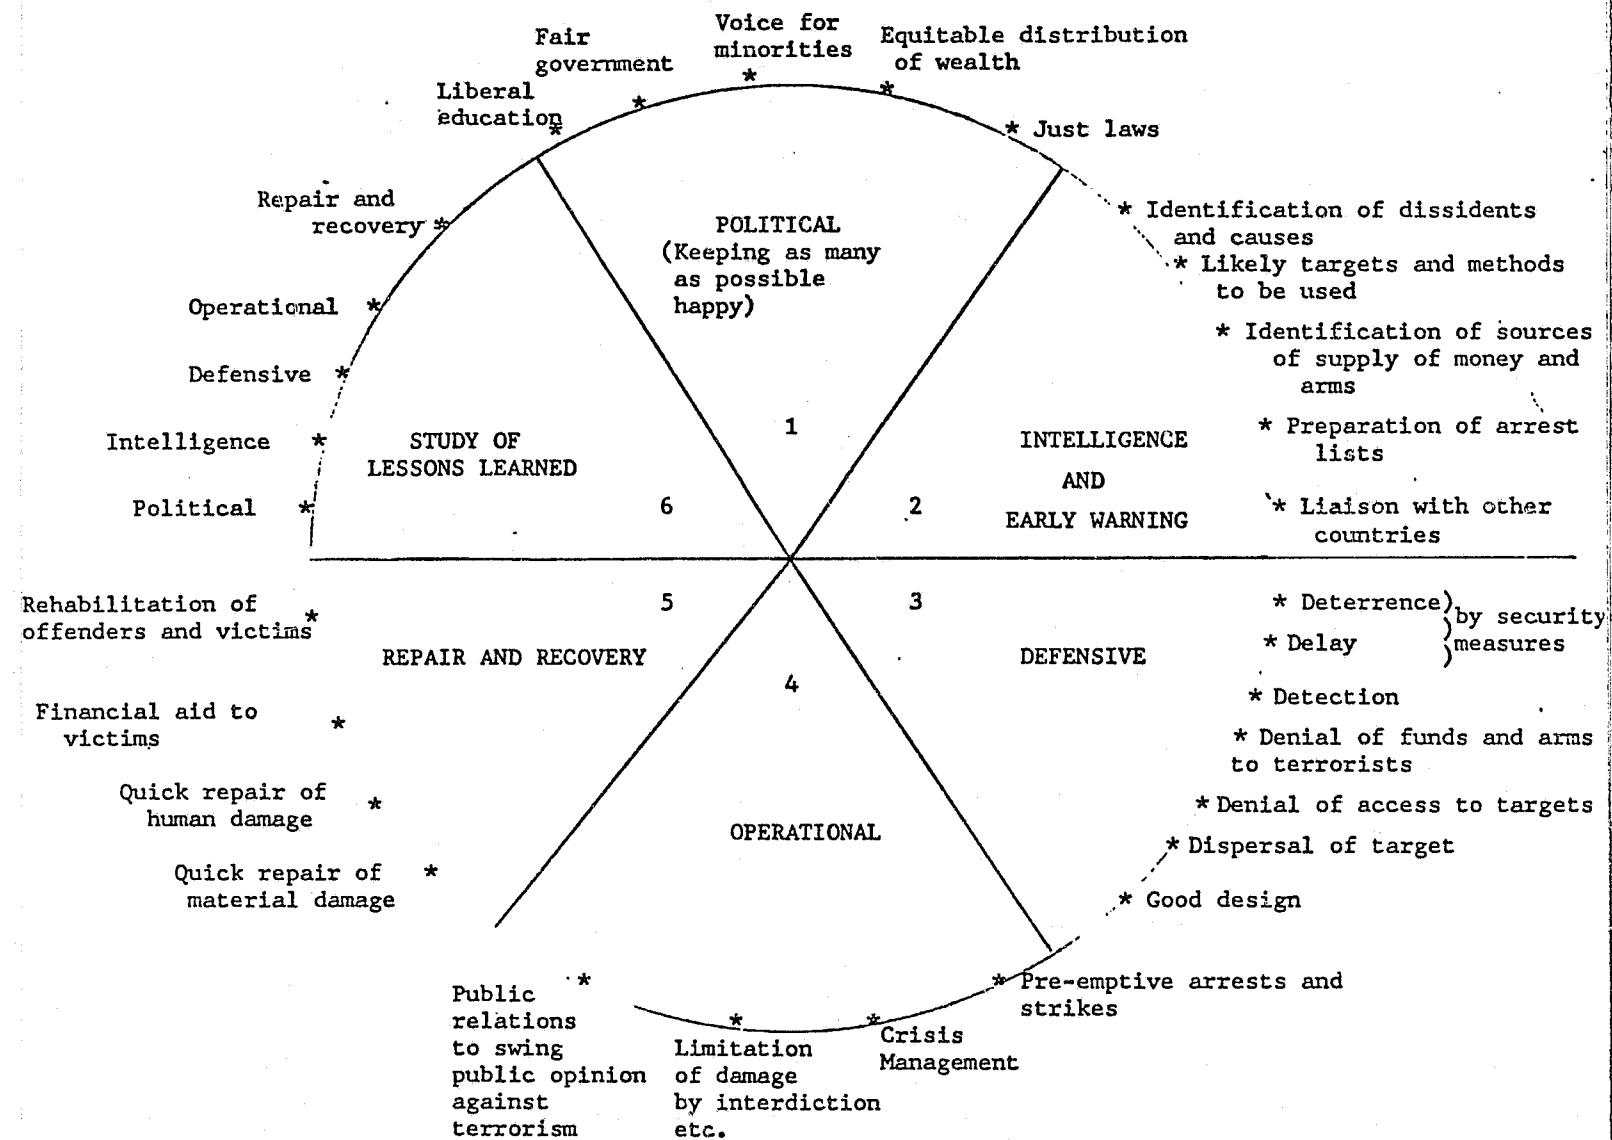 Voice for
minorities
Fair
government
Equitable distribution
of wealth
Liberal
education
* Just laws
Repair and
recovery
POLITICAL
(Keeping as many
as possible
happy)
1
* Identification of dissidents
and causes
* Likely targets and methods
to be used
* Identification of sources
of supply of money and
arms
* Preparation of arrest
lists
* Liaison with other
countries
INTELLIGENCE
AND
EARLY WARNING
2
Operational *
Defensive *
Intelligence *
Political *
STUDY OF
LESSONS LEARNED
6
Rehabilitation of
offenders and victims *
Financial aid to
victims *
Quick repair of
human damage *
Quick repair of
material damage *
5
REPAIR AND RECOVERY
3
DEFENSIVE
* Deterrence)
* Delay )
by security
measures
* Detection
* Denial of funds and arms
to terrorists
* Denial of access to targets
* Dispersal of target
* Good design
4
OPERATIONAL
* Pre-emptive arrests and
strikes
Crisis
Management
Limitation
of damage
by interdiction
etc.
Public
relations
to swing
public opinion
against
terrorism